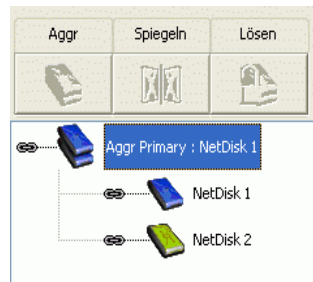 Aggr Spiegeln Lösen
Aggr Primary : NetDisk 1
NetDisk 1
NetDisk 2